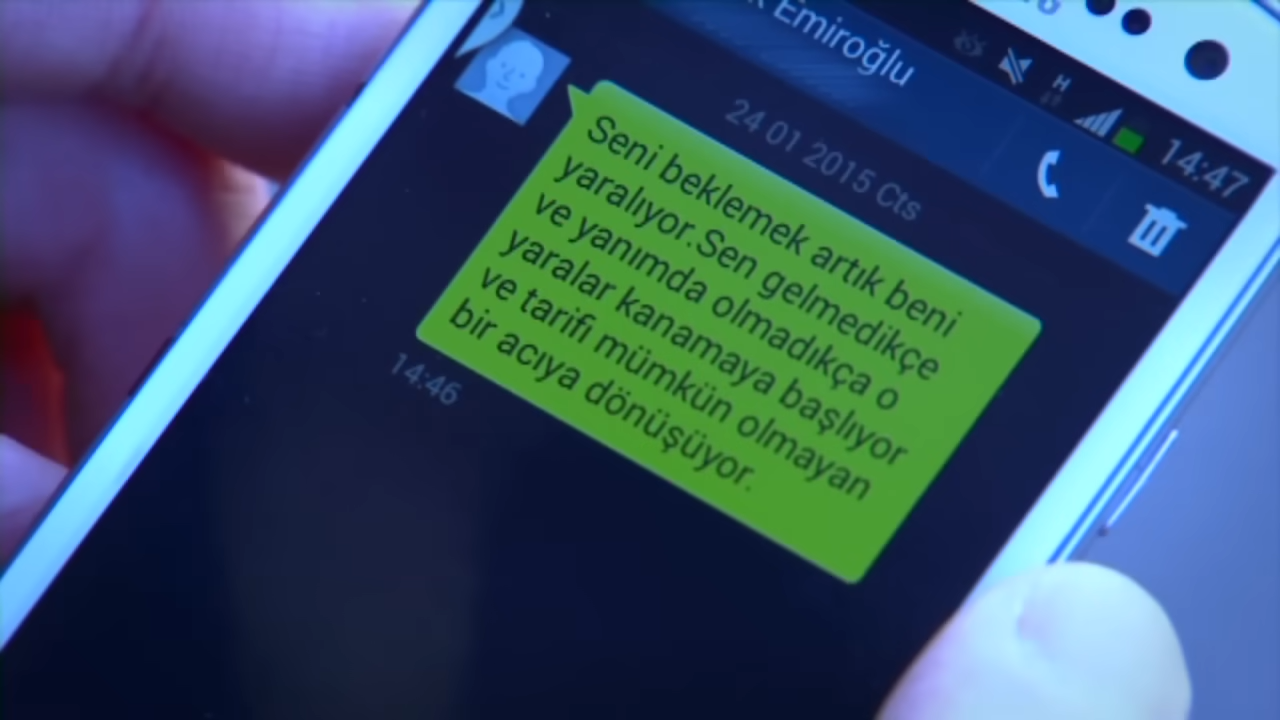 Emiroğlu
14:47
24 01 2015 Cts
Seni beklemek artık beni
yaralıyor.Sen gelmedikçe
ve yanımda olmadıkça o
yaralar kanamaya başlıyor
ve tarifi mümkün olmayan
bir acıya dönüşüyor.
14:46